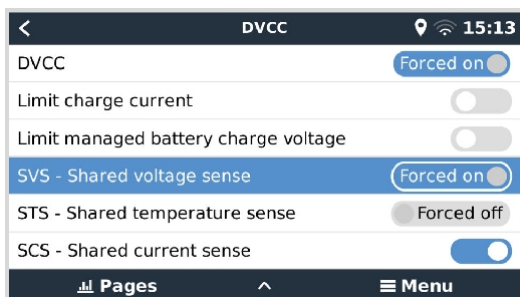 DVCC 15:13
DVCC Forced on
Limit charge current
Limit managed battery charge voltage
SVS - Shared voltage sense Forced on
STS - Shared temperature sense Forced off
SCS - Shared current sense
Pages Menu